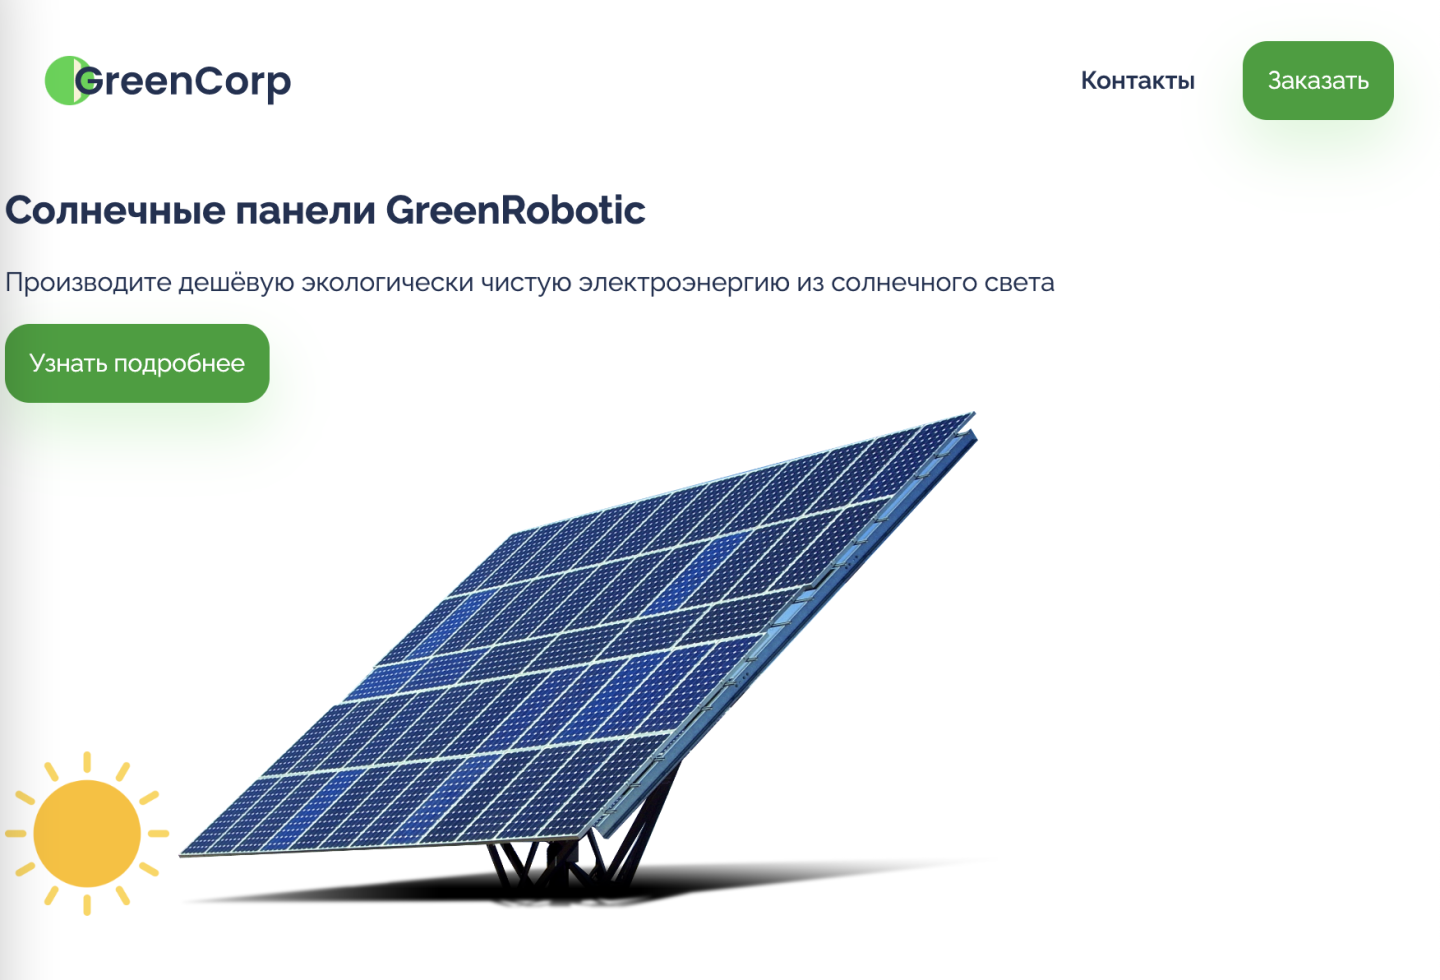 GreenCorp
Контакты
Заказать
Солнечные панели GreenRobotic
Производите дешёвую экологически чистую электроэнергию из солнечного света
Узнать подробнее